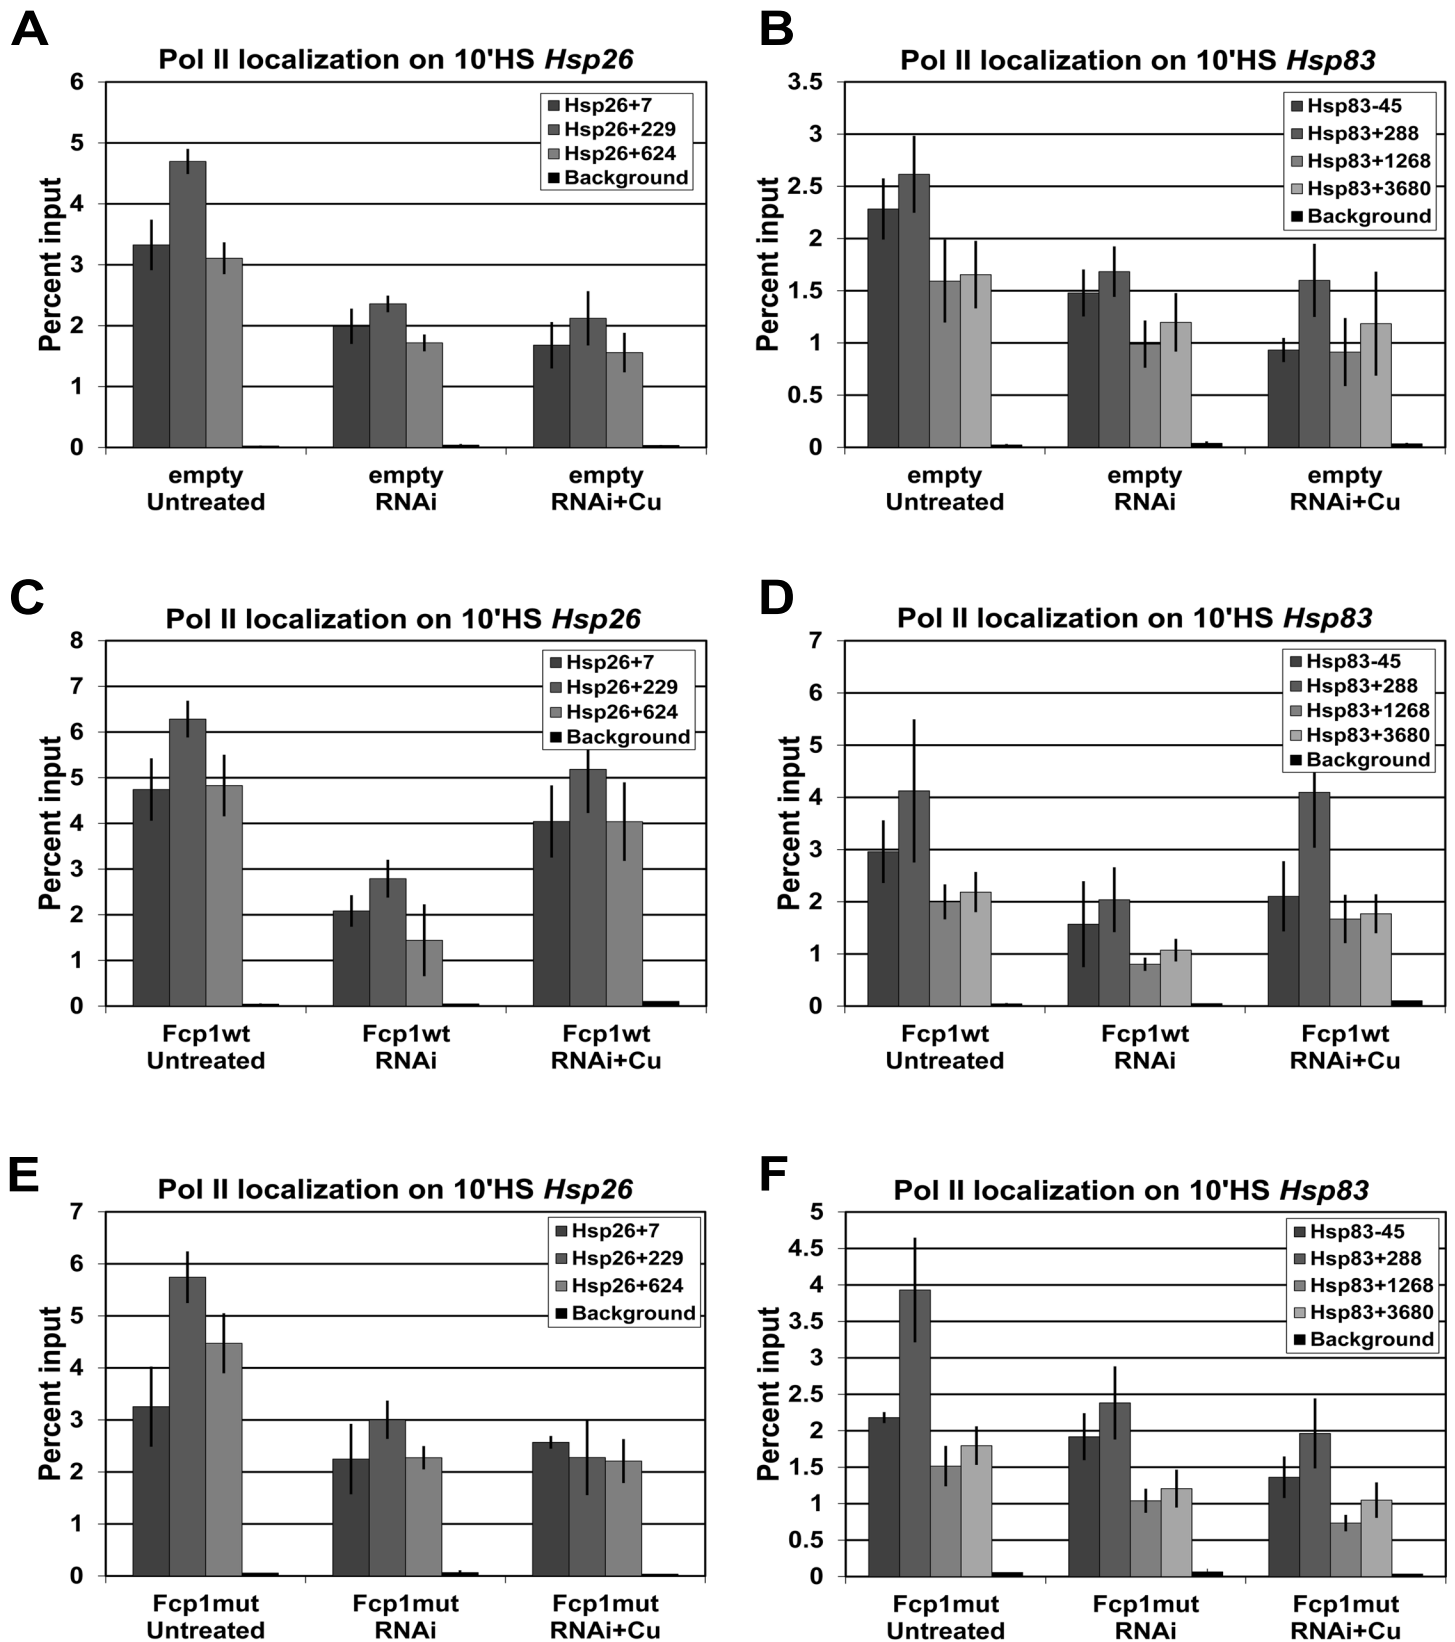 A
Pol II localization on 10'HS Hsp26
Percent input
6
5
4
3
2
1
0
Hsp26+7
Hsp26+229
Hsp26+624
Background
empty
Untreated
empty
RNAi
empty
RNAi+Cu
B
Pol II localization on 10'HS Hsp83
Percent input
3.5
3
2.5
2
1.5
1
0.5
0
Hsp83-45
Hsp83+288
Hsp83+1268
Hsp83+3680
Background
empty
Untreated
empty
RNAi
empty
RNAi+Cu
C
Pol II localization on 10'HS Hsp26
Percent input
8
7
6
5
4
3
2
1
0
Hsp26+7
Hsp26+229
Hsp26+624
Background
Fcp1wt
Untreated
Fcp1wt
RNAi
Fcp1wt
RNAi+Cu
D
Pol II localization on 10'HS Hsp83
Percent input
7
6
5
4
3
2
1
0
Hsp83-45
Hsp83+288
Hsp83+1268
Hsp83+3680
Background
Fcp1wt
Untreated
Fcp1wt
RNAi
Fcp1wt
RNAi+Cu
E
Pol II localization on 10'HS Hsp26
Percent input
7
6
5
4
3
2
1
0
Hsp26+7
Hsp26+229
Hsp26+624
Background
Fcp1mut
Untreated
Fcp1mut
RNAi
Fcp1mut
RNAi+Cu
F
Pol II localization on 10'HS Hsp83
Percent input
5
4.5
4
3.5
3
2.5
2
1.5
1
0.5
0
Hsp83-45
Hsp83+288
Hsp83+1268
Hsp83+3680
Background
Fcp1mut
Untreated
Fcp1mut
RNAi
Fcp1mut
RNAi+Cu